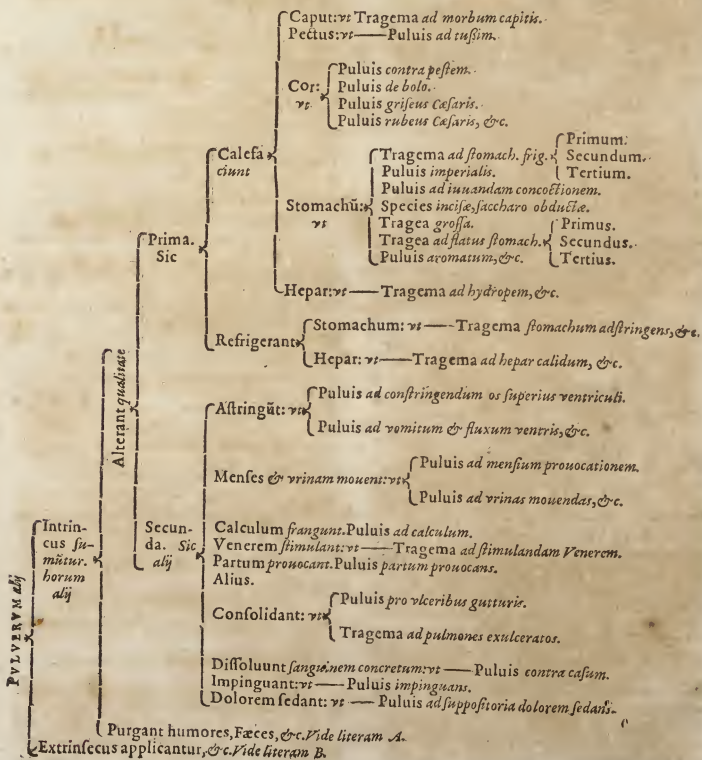 PVLVERVM alij
Intrin-
cus su-
mūtur.
horum
alij
Alterant qualitate
Prima.
Sic
Calefa
ciunt
Caput: vt Tragema ad morbum capitis.
Pectus: vt — Puluis ad tußim.
Cor:
vt
Puluis contra pestem.
Puluis de bolo.
Puluis griseus Cæsaris.
Puluis rubeus Cæsaris, &c.
Stomachū:
vt
Tragema ad stomach. frig.
Primum.
Secundum.
Tertium.
Puluis imperialis.
Puluis ad iuuandam concoctionem.
Species incisæ, saccharo obductæ.
Tragea grossa.
Tragea ad flatus stomach.
Primus.
Secundus.
Tertius.
Puluis aromatum, &c.
Hepar: vt — Tragema ad hydropem, &c.
Refrigerant
Stomachum: vt — Tragema stomachum adstringens, &c.
Hepar: vt — Tragema ad hepar calidum, &c.
Secun-
da. Sic
alij
Astringūt: vt
Puluis ad constringendum os superius ventriculi.
Puluis ad vomitum & fluxum ventris, &c.
Menses & vrinam mouent: vt
Puluis ad mensium prouocationem.
Puluis ad vrinas mouendas, &c.
Calculum frangunt. Puluis ad calculum.
Venerem stimulant: vt — Tragema ad stimulandam Venerem.
Partum prouocant. Puluis partum prouocans.
Alius.
Consolidant: vt
Puluis pro vlceribus gutturis.
Tragema ad pulmones exulceratos.
Dissoluunt sanguinem concretum: vt — Puluis contra casum.
Impinguant: vt — Puluis impinguans.
Dolorem sedant: vt — Puluis ad suppositoria dolorem sedans.
Purgant humores, Fæces, &c. Vide literam A.
Extrinsecus applicantur, &c. Vide literam B.